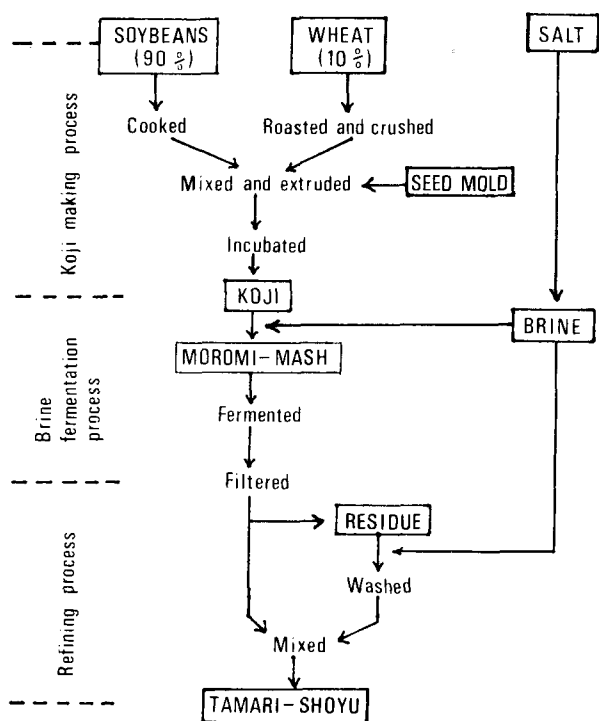 SOYBEANS
(90 %)
WHEAT
(10 %)
SALT
Cooked
Roasted and crushed
Mixed and extruded
SEED MOLD
Incubated
KOJI
Koji making process
BRINE
MOROMI-MASH
Fermented
Brine
fermentation
process
Filtered
RESIDUE
Washed
Refining process
Mixed
TAMARI-SHOYU